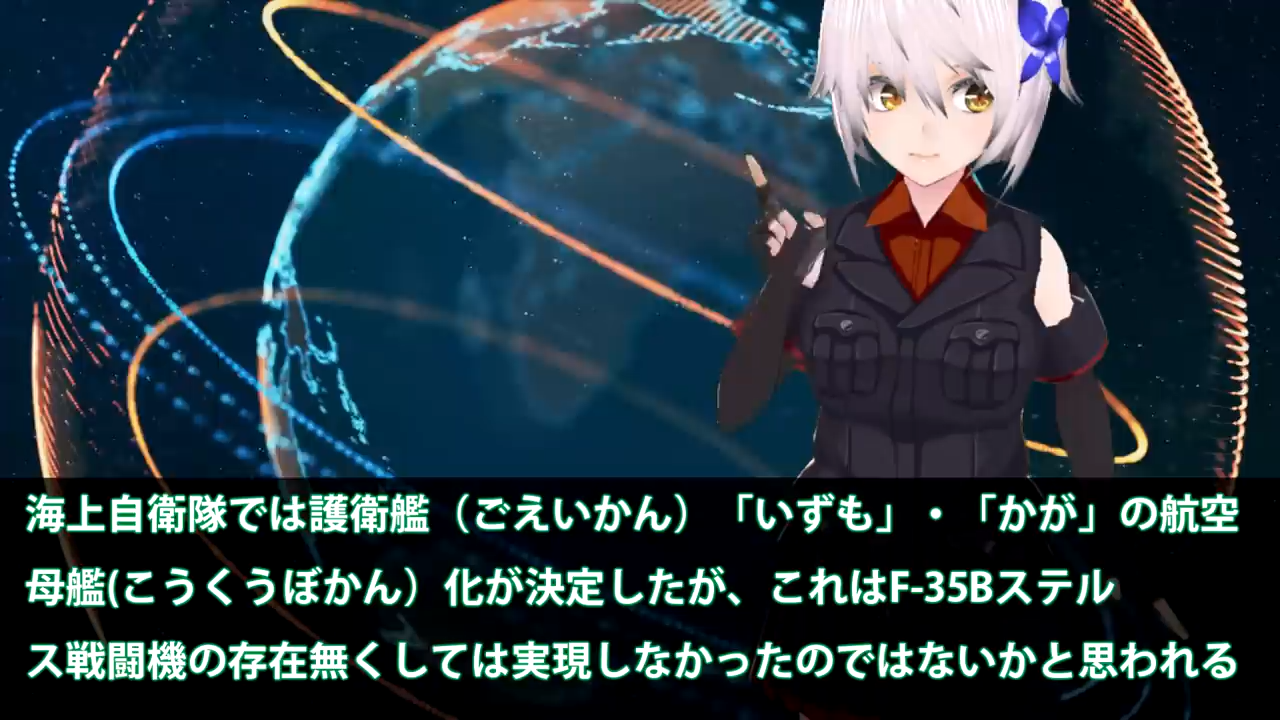 海上自衛隊では護衛艦（ごえいかん）「いずも」・「かが」の航空
母艦(こうくうぼかん）化が決定したが、これはF-35Bステル
ス戦闘機の存在無くしては実現しなかったのではないかと思われる